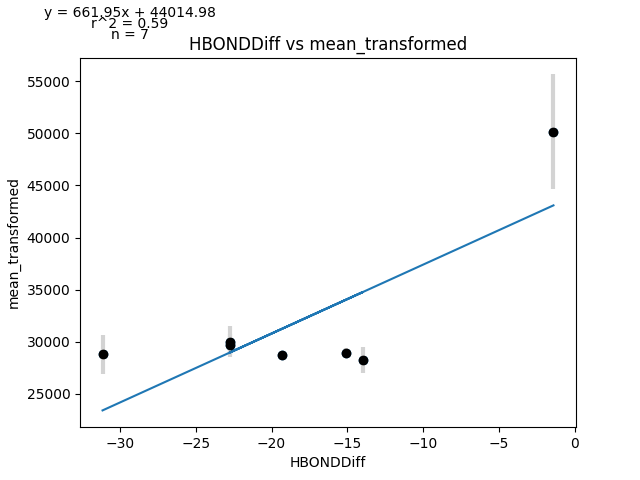 y = 661.95x + 44014.98
r^2 = 0.59
n = 7
HBONDDiff vs mean_transformed
55000
50000
45000
40000
35000
30000
25000
mean_transformed
−30
−25
−20
−15
−10
−5
0
HBONDDiff